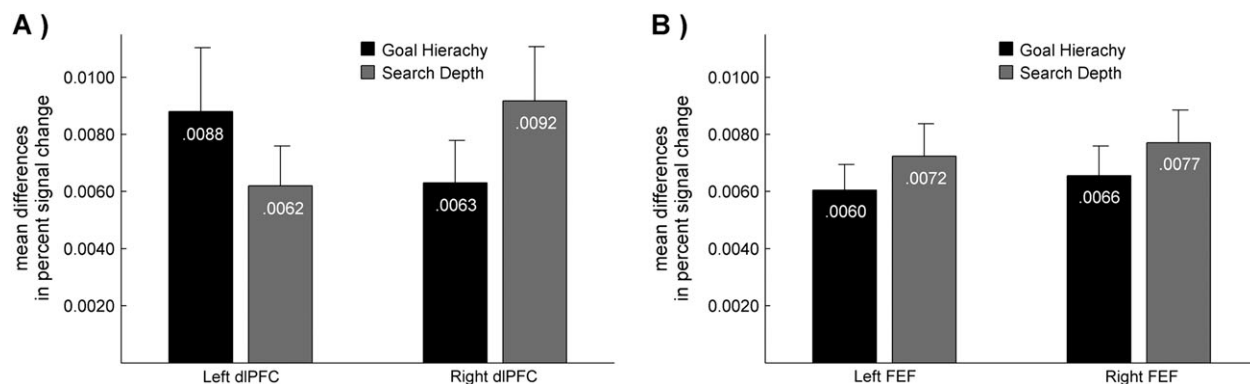 A )
Goal Hierachy
Search Depth
mean differences
in percent signal change
0.0100
0.0080
0.0060
0.0040
0.0020
.0088
.0062
.0063
.0092
Left dlPFC
Right dlPFC
B )
Goal Hierachy
Search Depth
mean differences
in percent signal change
0.0100
0.0080
0.0060
0.0040
0.0020
.0060
.0072
.0066
.0077
Left FEF
Right FEF